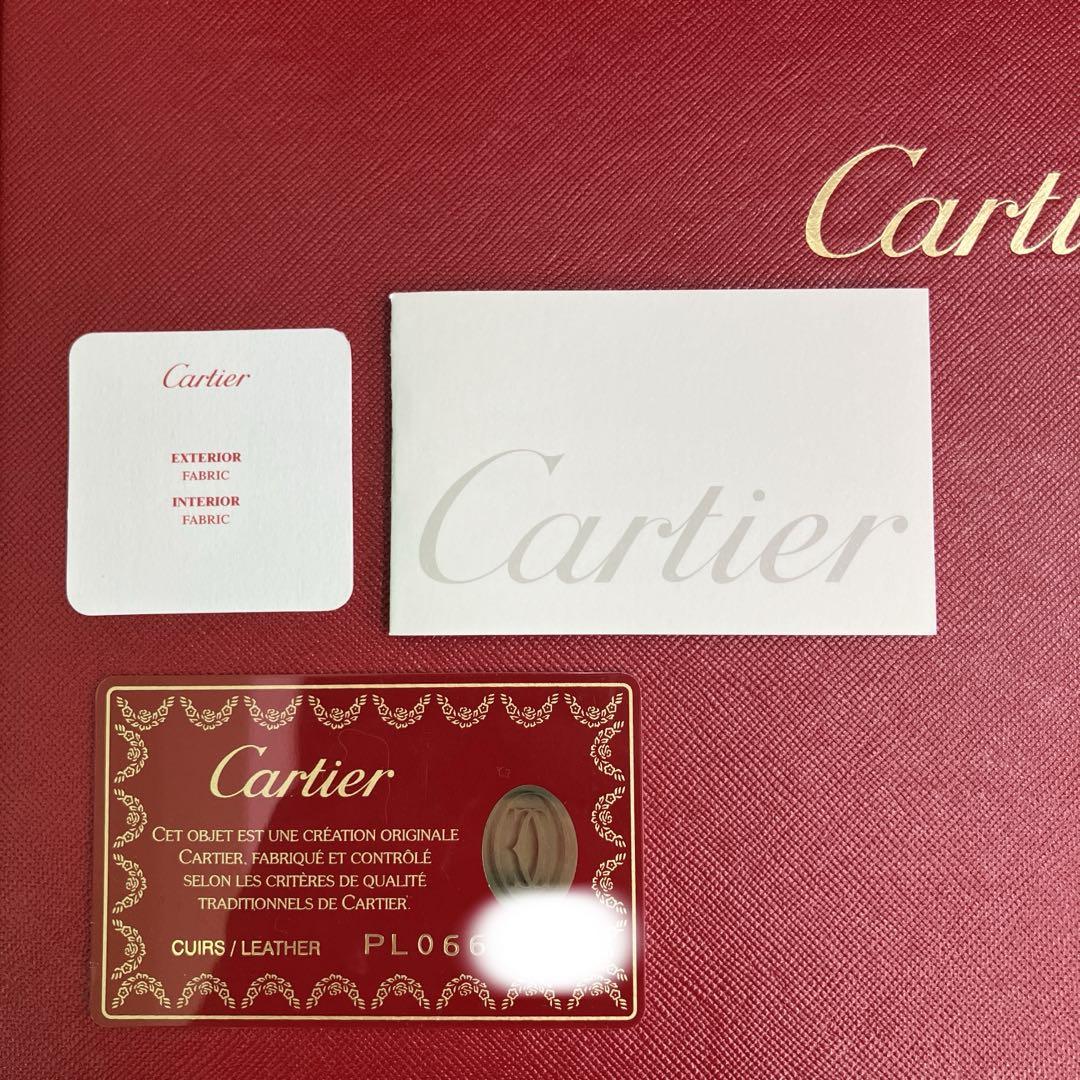 Carti
Cartier
EXTERIOR
FABRIC
INTERIOR
FABRIC
Cartier
Cartier
CET OBJET EST UNE CRÉATION ORIGINALE
CARTIER, FABRIQUÉ ET CONTRÔLÉ
SELON LES CRITÈRES DE QUALITÉ
TRADITIONNELS DE CARTIER.
CUIRS / LEATHER PL066